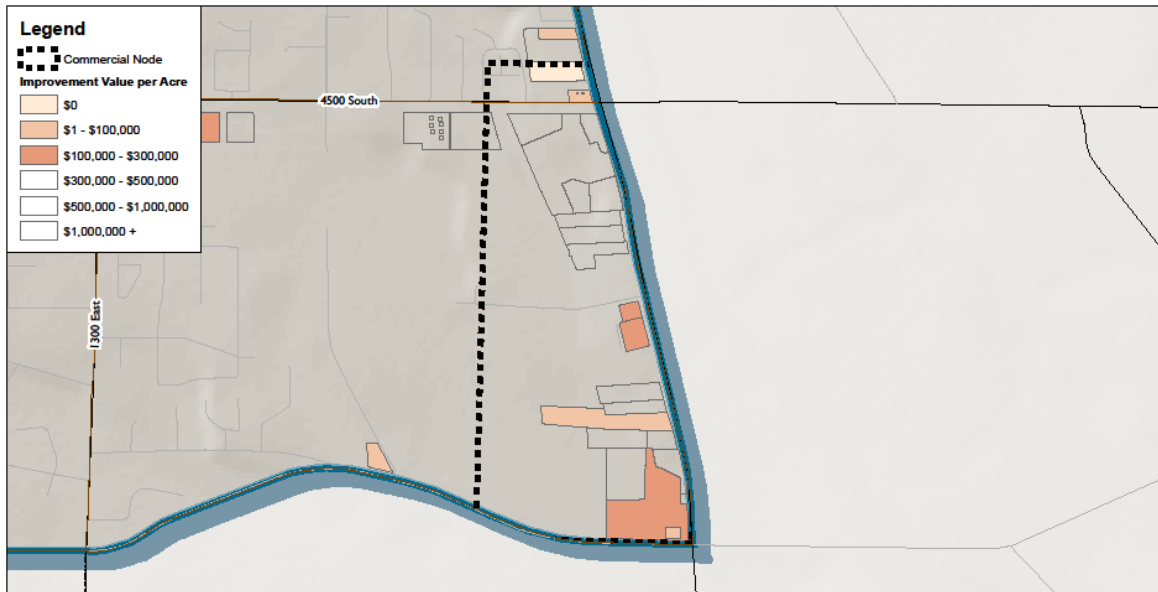 Legend
Commercial Node
Improvement Value per Acre
$0
$1 - $100,000
$100,000 - $300,000
$300,000 - $500,000
$500,000 - $1,000,000
$1,000,000 +
4500 South
1300 East